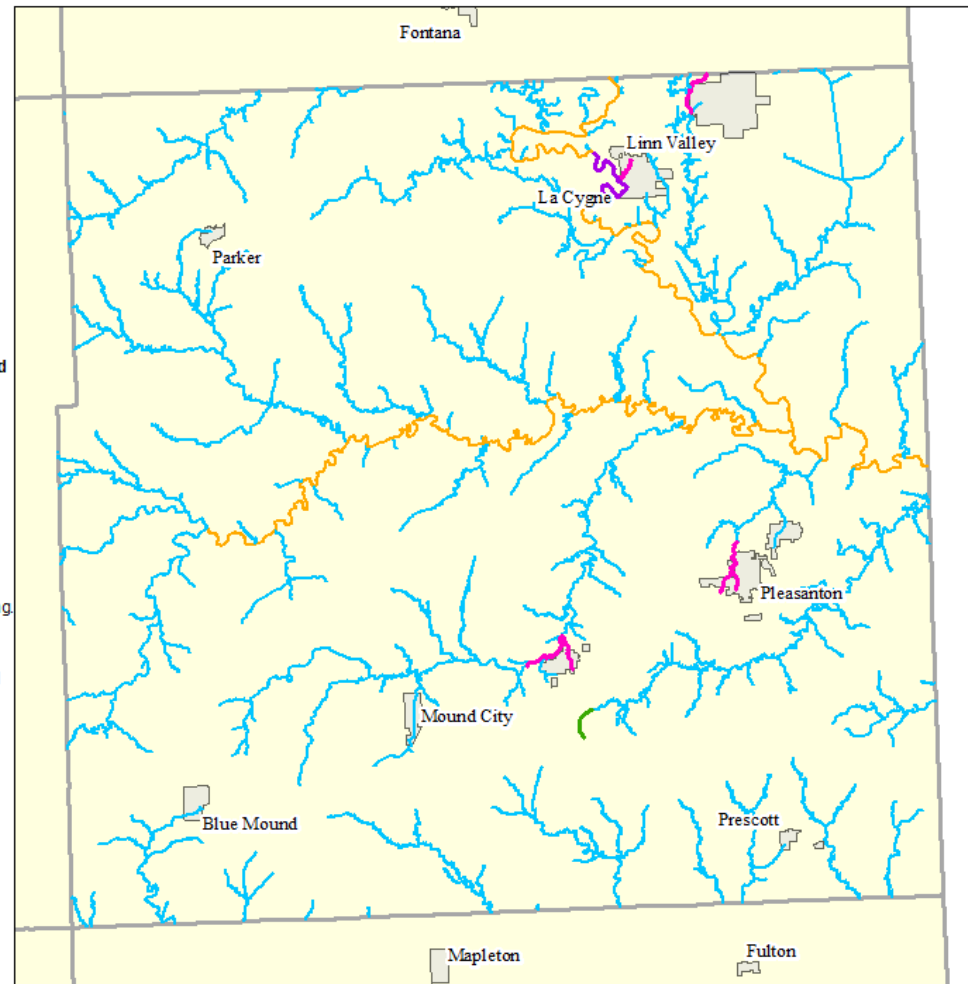 Fontana
Linn Valley
La Cygne
Parker
d
g
Pleasanton
Mound City
Blue Mound
Prescott
Mapleton
Fulton